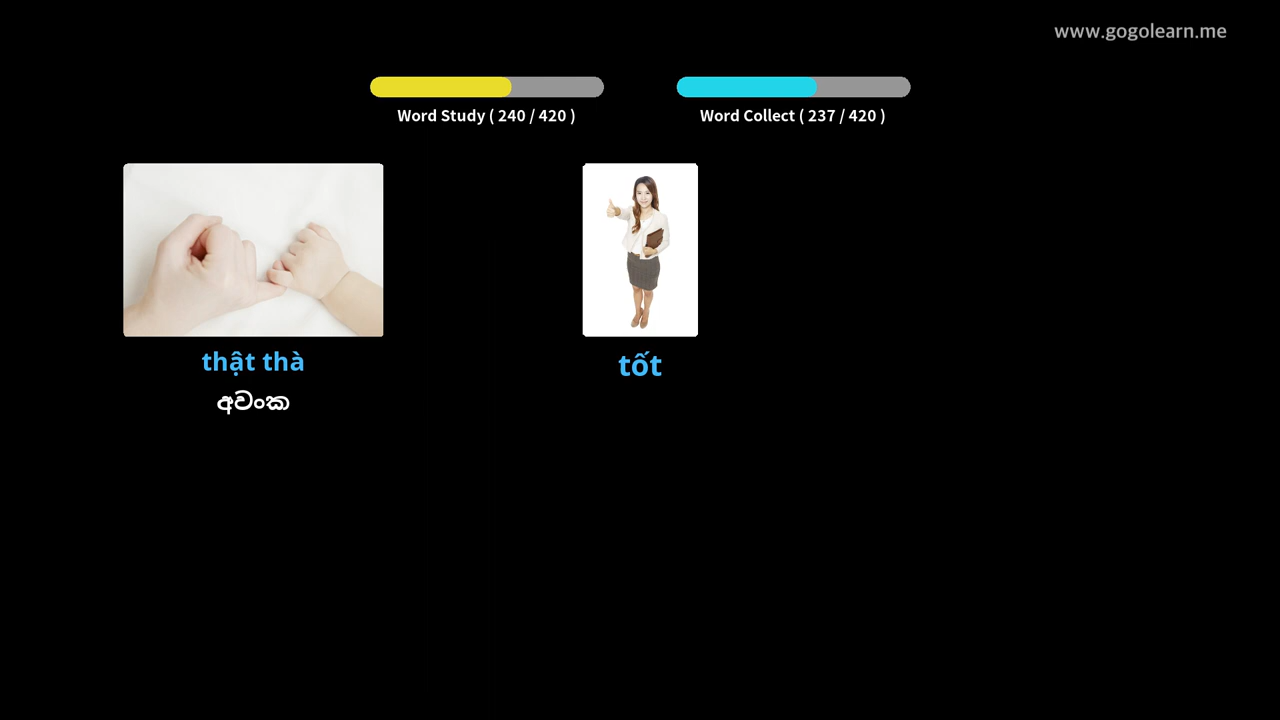 www.gogolearn.me
Word Study ( 240 / 420 )
Word Collect ( 237 / 420 )
thật thà
අවංක
tốt